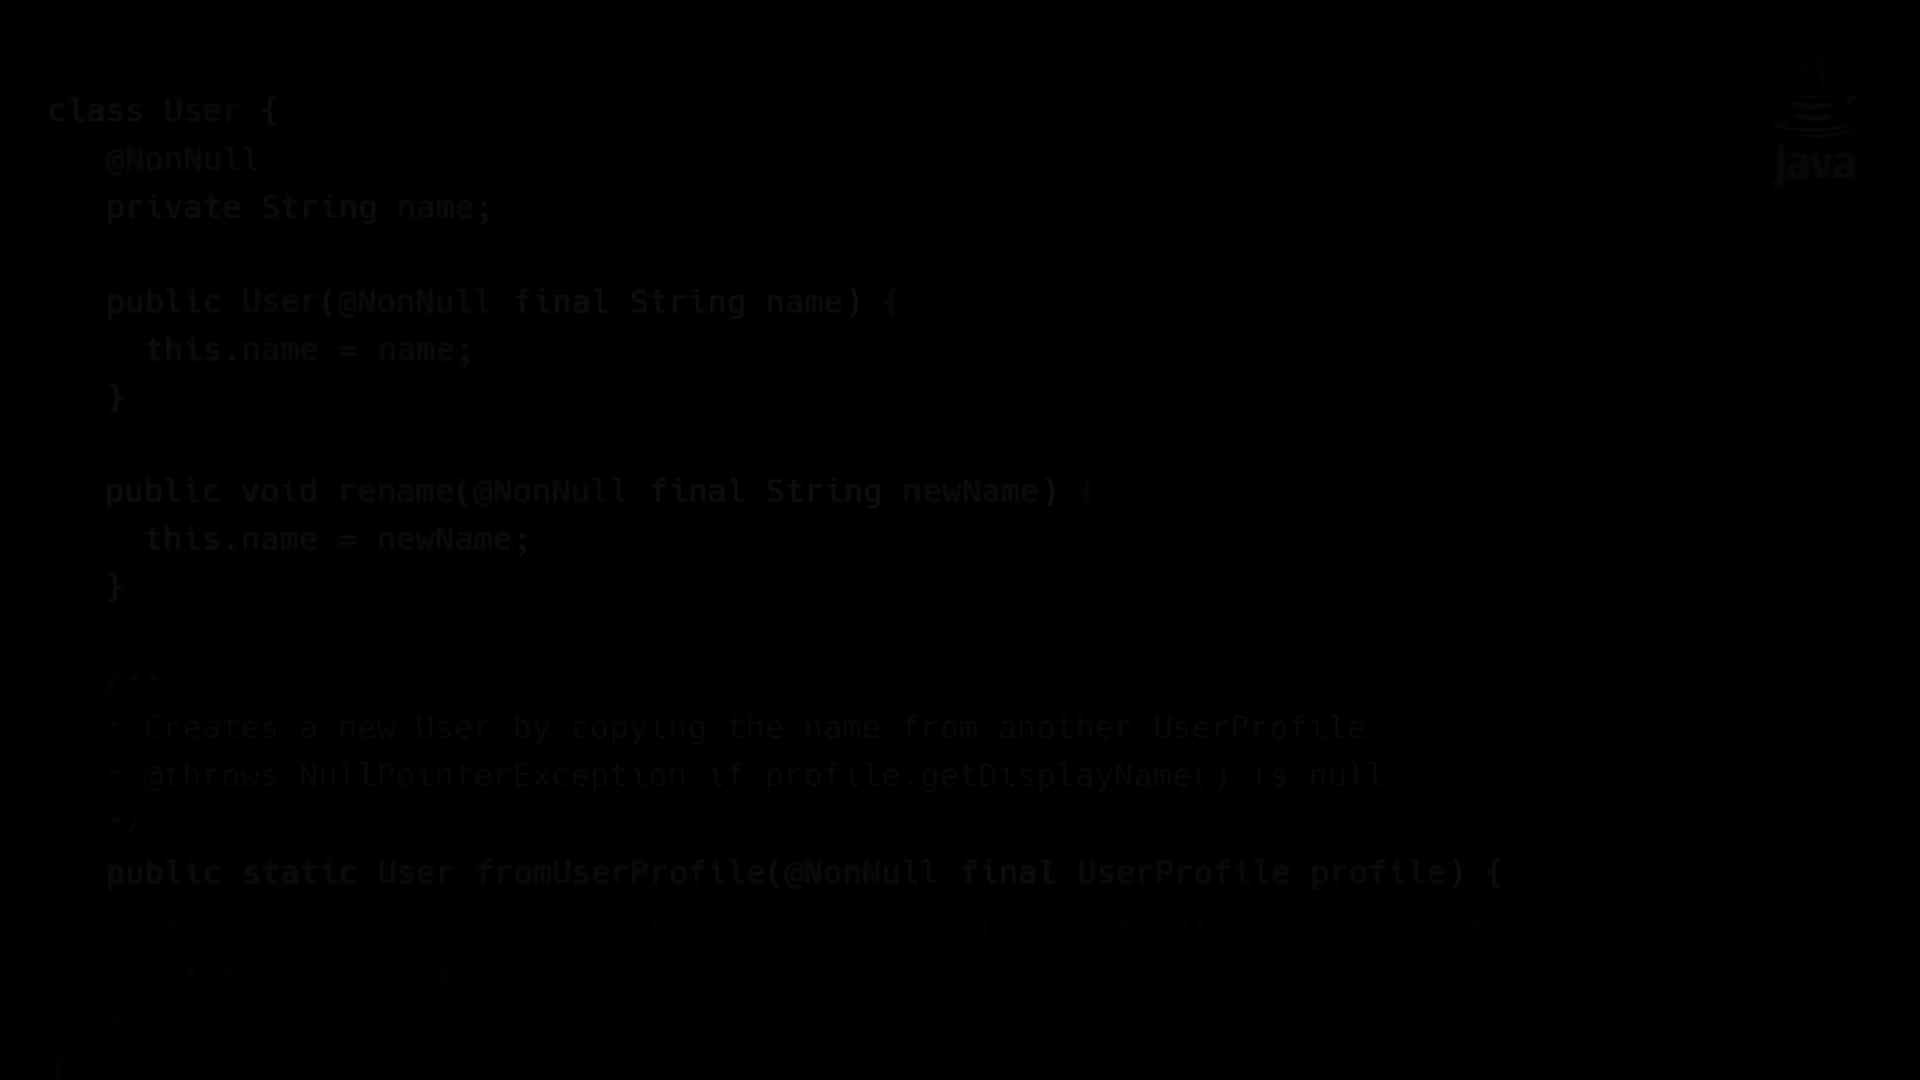 class User {
@NonNull
private String name;
public User(@NonNull final String name) {
this.name = name;
}
public void rename(@NonNull final String newName) {
this.name = newName;
}
/**
* Creates a new User by copying the name from another UserProfile
* @throws NullPointerException if profile.getDisplayName() is null
*/
public static User fromUserProfile(@NonNull final UserProfile profile) {
Java